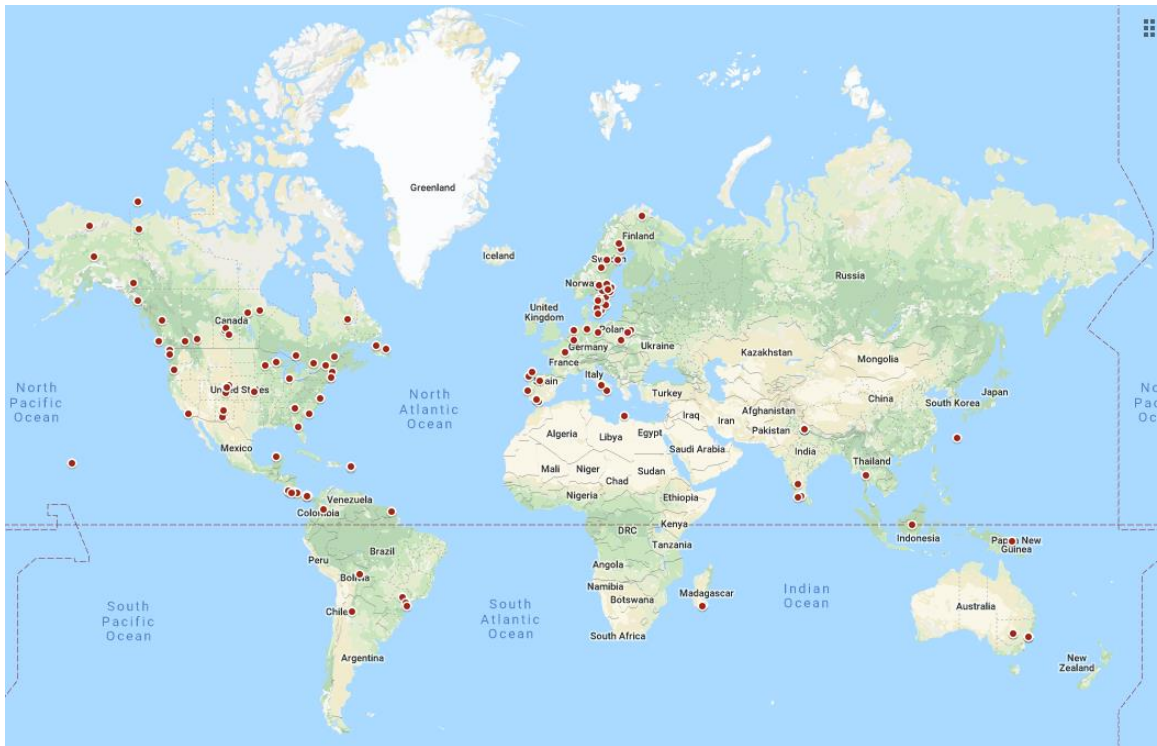 Greenland
Iceland
Finland
Sweden
Norway
Russia
Canada
United
Kingdom
Poland
Germany
Ukraine
France
Kazakhstan
Mongolia
North
Pacific
Ocean
United States
North
Atlantic
Ocean
Spain
Italy
Turkey
China
Japan
South Korea
Afghanistan
Iraq
Iran
Pakistan
Mexico
Algeria
Libya
Egypt
Saudi Arabia
India
Mali
Niger
Sudan
Chad
Thailand
Venezuela
Nigeria
Ethiopia
Colombia
DRC
Kenya
Indonesia
Papua New
Guinea
Tanzania
Peru
Brazil
Angola
Bolivia
Namibia
Botswana
Madagascar
Indian
Ocean
South
Pacific
Ocean
Chile
South
Atlantic
Ocean
Australia
South Africa
Argentina
New
Zealand
No
Pac
Oc